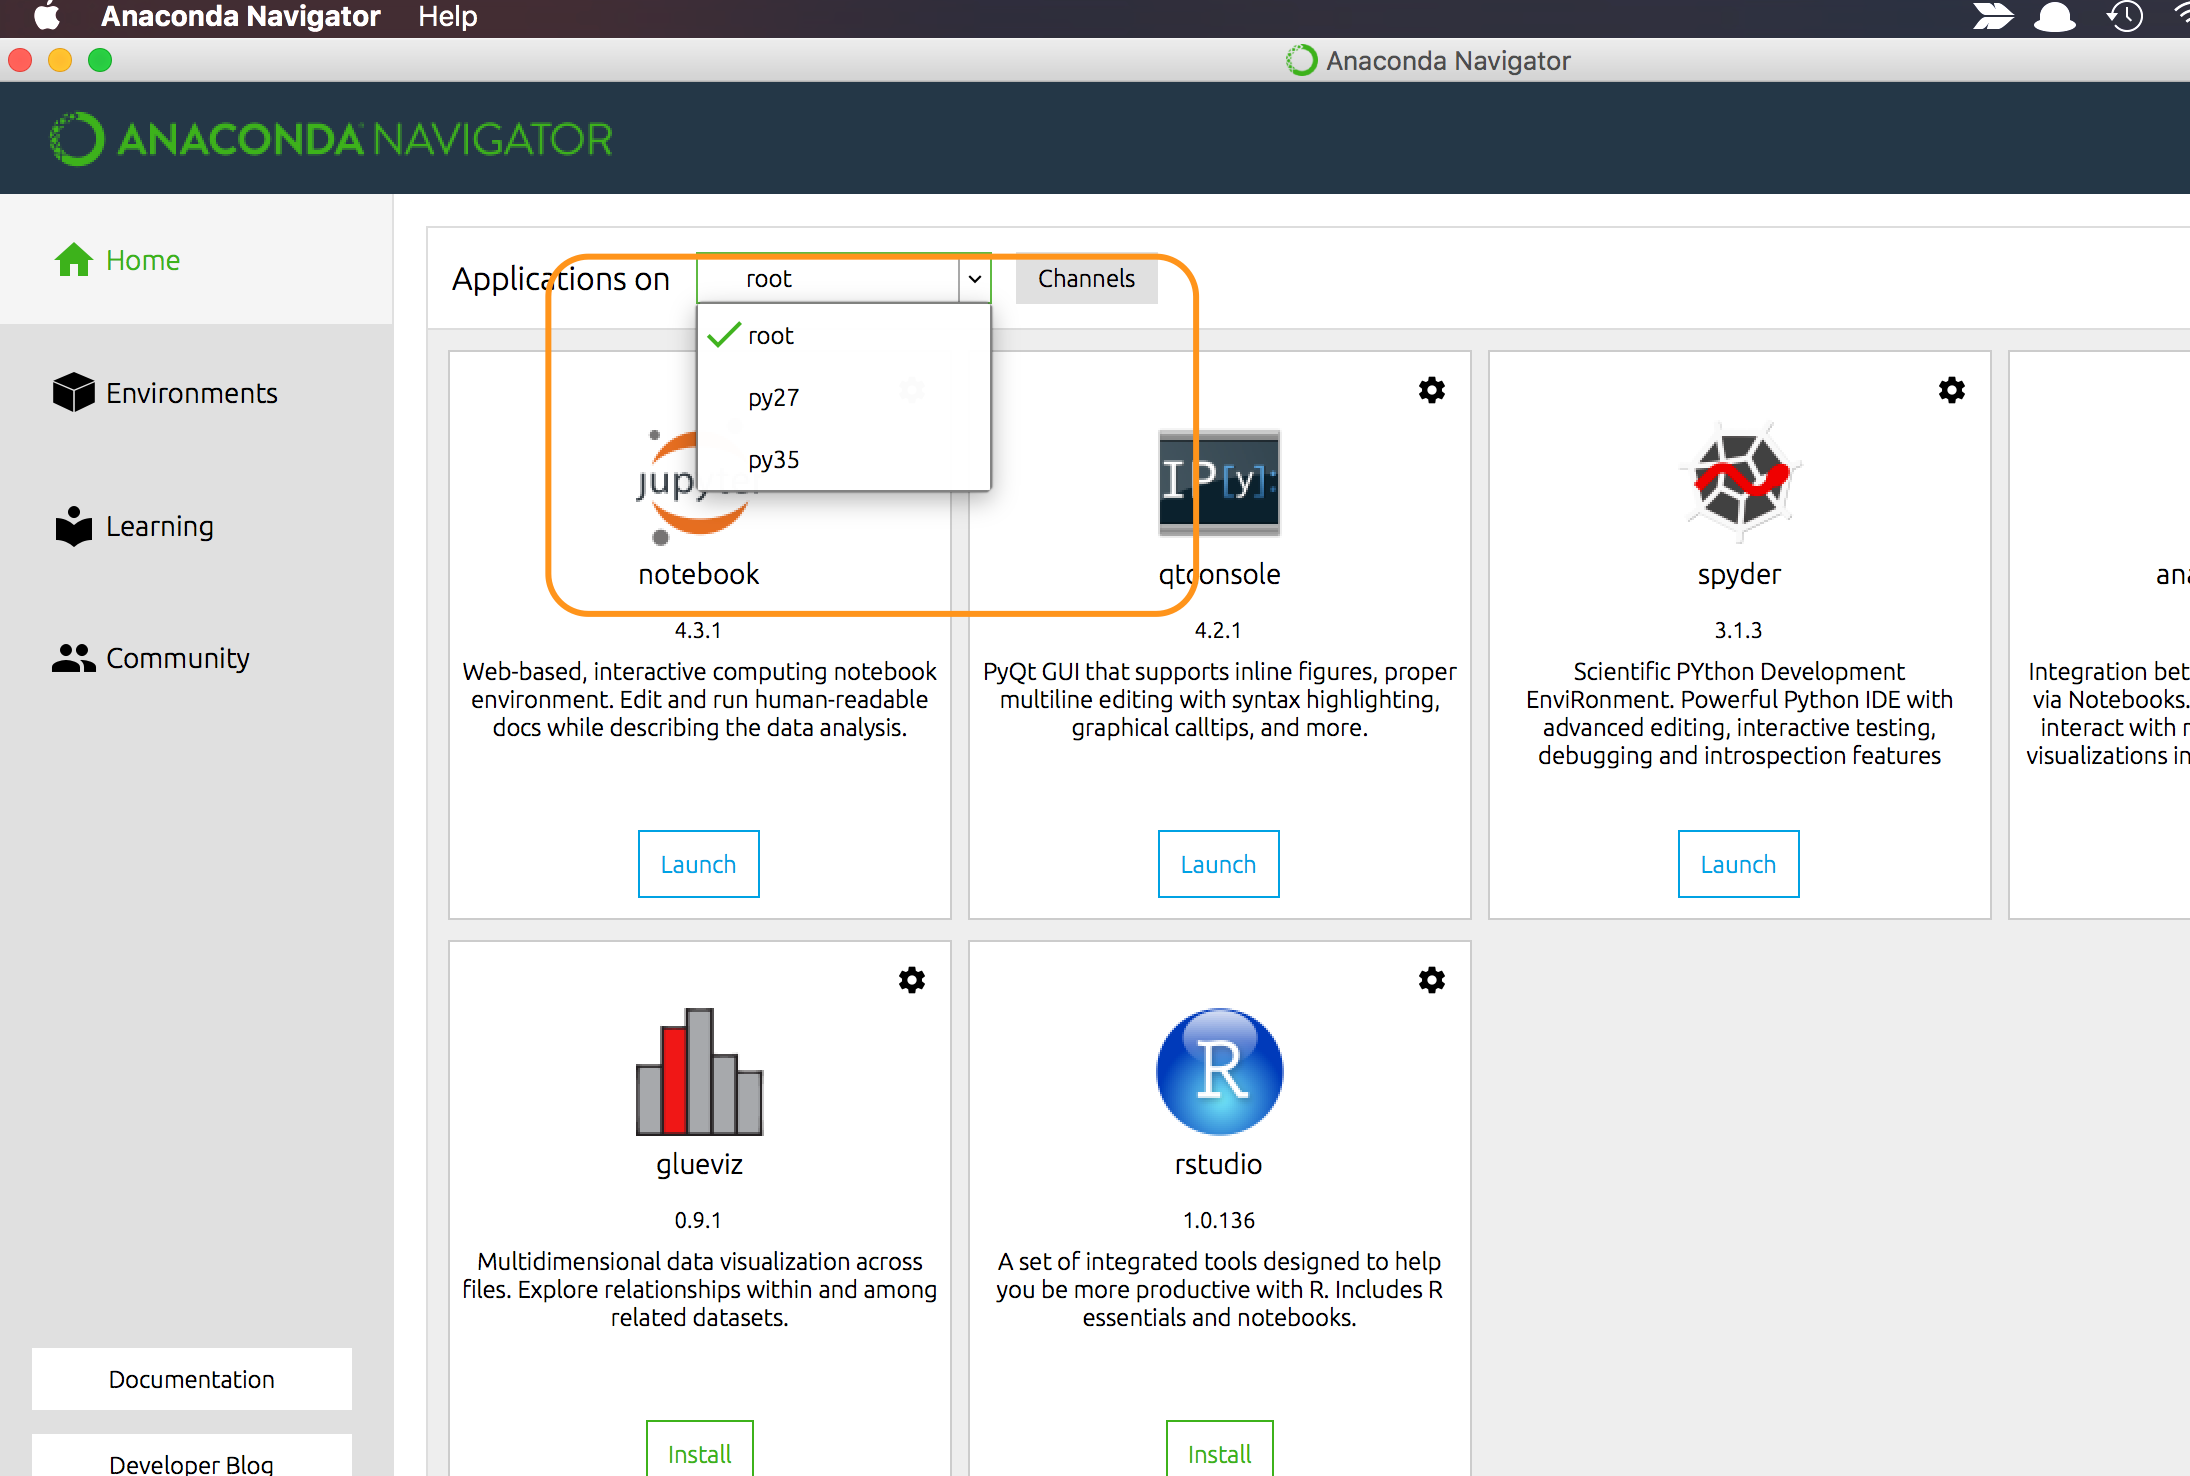 Anaconda Navigator Help
Anaconda Navigator
ANACONDA NAVIGATOR
Home
Environments
Learning
Community
Documentation
Developer Blog
Applications on root Channels
root
py27
py35
jupyter
notebook
4.3.1
Web-based, interactive computing notebook
environment. Edit and run human-readable
docs while describing the data analysis.
Launch
IP[y]:
qtconsole
4.2.1
PyQt GUI that supports inline figures, proper
multiline editing with syntax highlighting,
graphical calltips, and more.
Launch
spyder
3.1.3
Scientific PYthon Development
EnviRonment. Powerful Python IDE with
advanced editing, interactive testing,
debugging and introspection features
Launch
Integration
via Notebooks.
interact with
visualizations
glueviz
0.9.1
Multidimensional data visualization across
files. Explore relationships within and among
related datasets.
Install
R
rstudio
1.0.136
A set of integrated tools designed to help
you be more productive with R. Includes R
essentials and notebooks.
Install